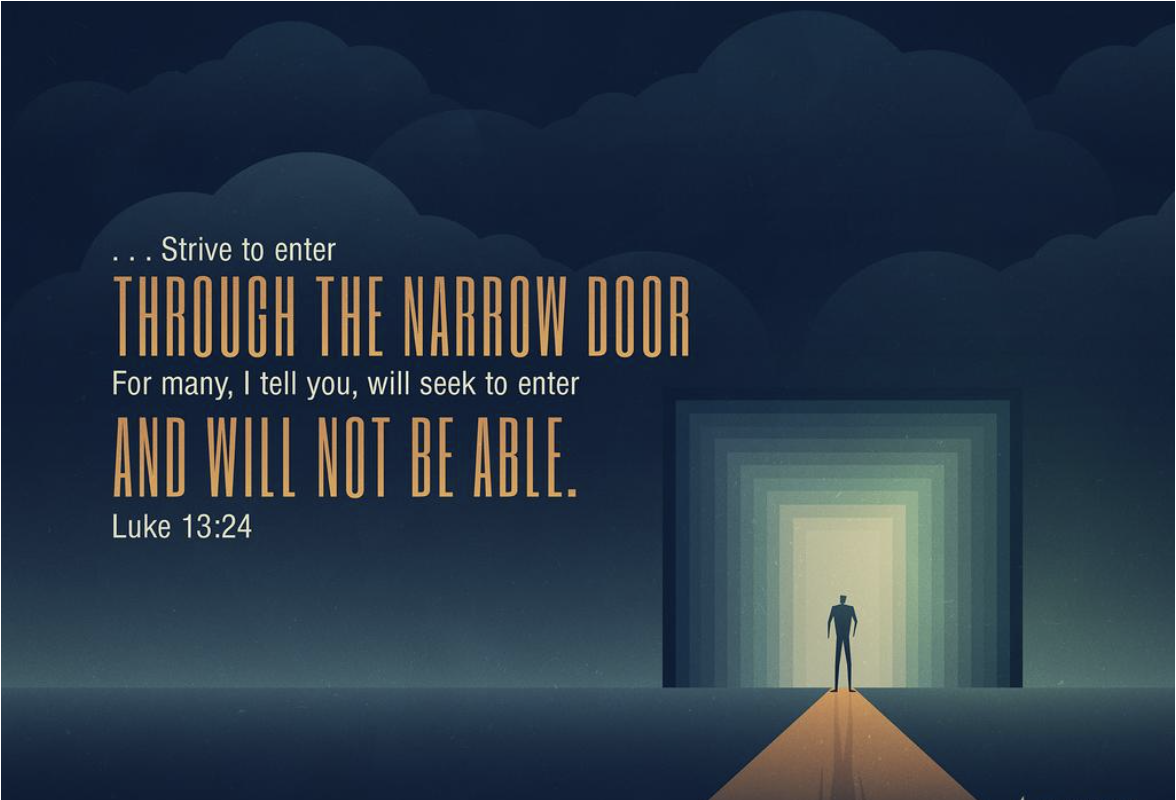 . . . Strive to enter
THROUGH THE NARROW DOOR
For many, I tell you, will seek to enter
AND WILL NOT BE ABLE.
Luke 13:24